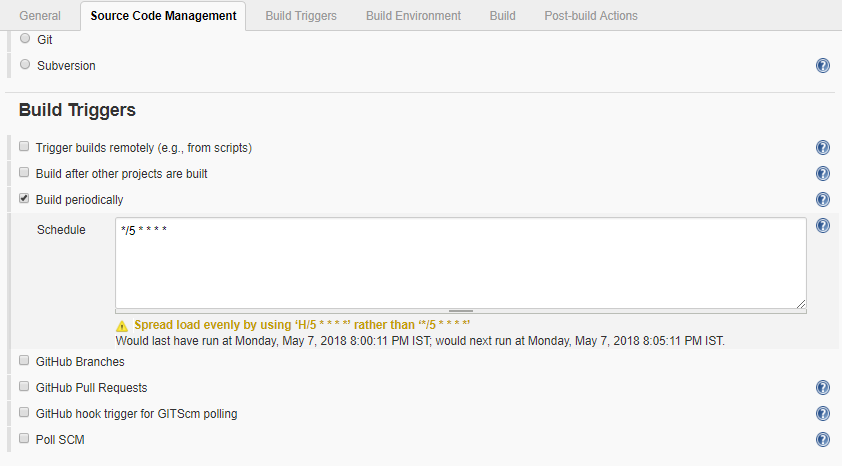 General Source Code Management Build Triggers Build Environment Build Post-build Actions
Git
Subversion
Build Triggers
Trigger builds remotely (e.g., from scripts)
Build after other projects are built
Build periodically
Schedule */5 * * * *
Spread load evenly by using ‘H/5 * * * *’ rather than ‘*/5 * * * *’
Would last have run at Monday, May 7, 2018 8:00:11 PM IST; would next run at Monday, May 7, 2018 8:05:11 PM IST.
GitHub Branches
GitHub Pull Requests
GitHub hook trigger for GITScm polling
Poll SCM